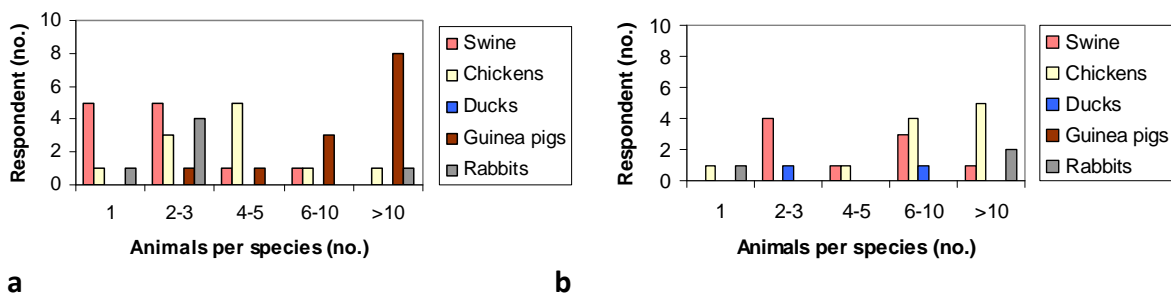 Respondent (no.)
10
8
6
4
2
0
1 2-3 4-5 6-10 >10
Animals per species (no.)
Swine
Chickens
Ducks
Guinea pigs
Rabbits
a
Respondent (no.)
10
8
6
4
2
0
1 2-3 4-5 6-10 >10
Animals per species (no.)
Swine
Chickens
Ducks
Guinea pigs
Rabbits
b